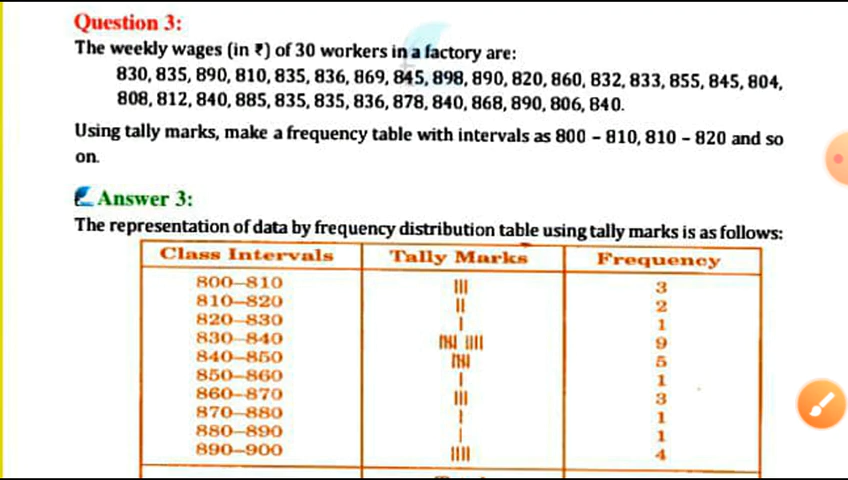 Question 3:
The weekly wages (in ₹) of 30 workers in a factory are:
830, 835, 890, 810, 835, 836, 869, 845, 898, 890, 820, 860, 832, 833, 855, 845, 804,
808, 812, 840, 885, 835, 835, 836, 878, 840, 868, 890, 806, 840.
Using tally marks, make a frequency table with intervals as 800 – 810, 810 – 820 and so
on.
Answer 3:
The representation of data by frequency distribution table using tally marks is as follows:
Class Intervals Tally Marks Frequency
800–810 ||| 3
810–820 || 2
820–830 | 1
830–840 |||| |||| 9
840–850 |||| 5
850–860 | 1
860–870 ||| 3
870–880 | 1
880–890 | 1
890–900 |||| 4